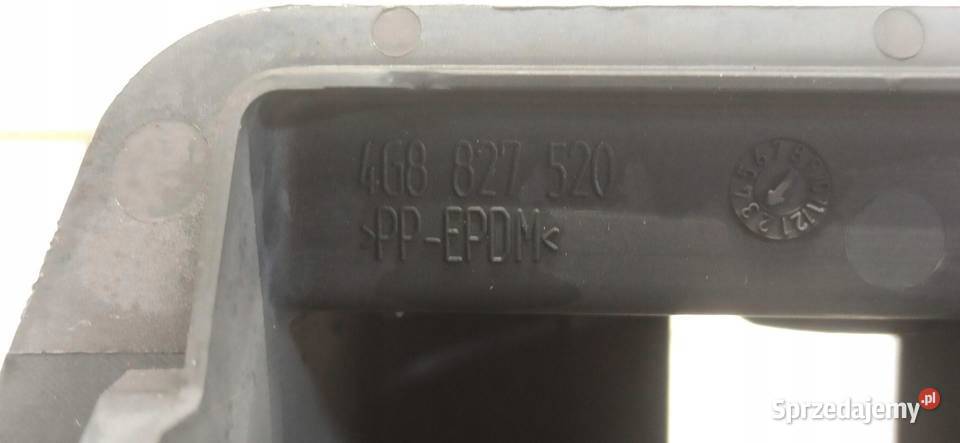 4G8 827 520
>PP-EPDM<
Sprzedajemy.pl